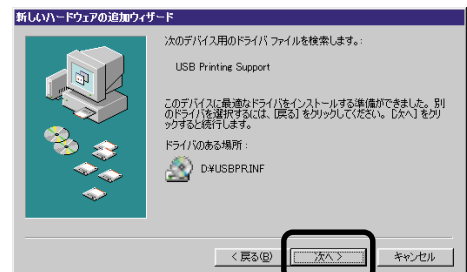 新しいハードウェアの追加ウィザード
次のデバイス用のドライバ ファイルを検索します。:
USB Printing Support
このデバイスに最適なドライバをインストールする準備ができました。別
のドライバを選択するには、[戻る] をクリックしてください。[次へ] をクリ
ックすると続行します。
ドライバのある場所:
D¥USBPRINF
< 戻る(B)
次へ >
キャンセル